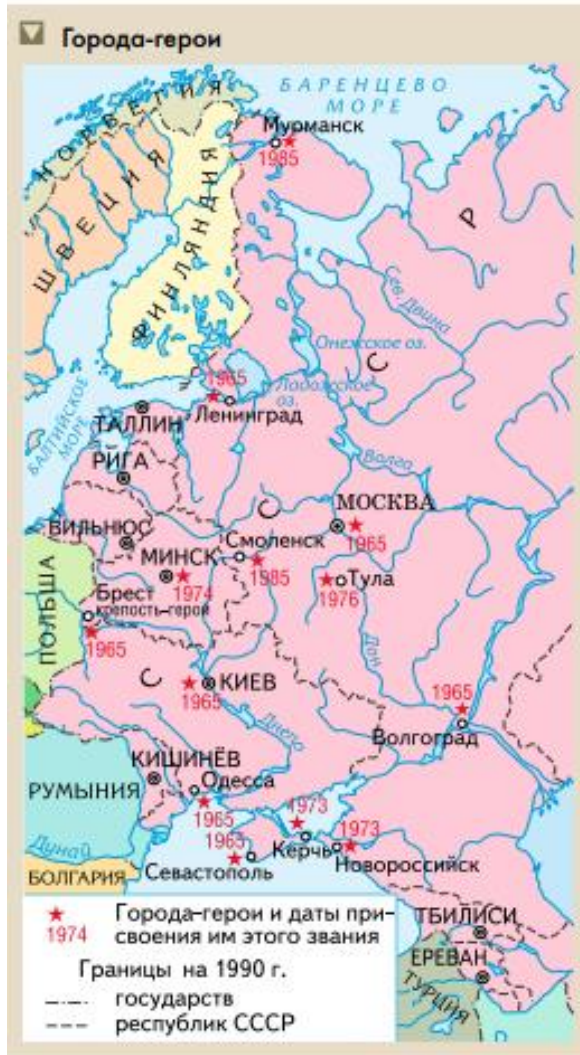 Города-герои
БАРЕНЦЕВО
МОРЕ
НОРВЕГИЯ
Мурманск
1985
ШВЕЦИЯ
ФИНЛЯНДИЯ
Р
Сев. Двина
Онежское оз.
С
1965
Ладожское
оз.
Ленинград
БАЛТИЙСКОЕ
МОРЕ
ТАЛЛИН
РИГА
Волга
С
МОСКВА
1965
ВИЛЬНЮС
Смоленск
1985
МИНСК
1974
Тула
1976
ПОЛЬША
Брест
крепость-герой
1965
Дон
С
КИЕВ
1965
1965
Волгоград
Днепр
КИШИНЁВ
Одесса
1965
РУМЫНИЯ
1973
Керчь
1973
Новороссийск
1965
Севастополь
Дунай
БОЛГАРИЯ
ТБИЛИСИ
ЕРЕВАН
ТУРЦИЯ
1974
Города-герои и даты при-
своения им этого звания
Границы на 1990 г.
государств
республик СССР